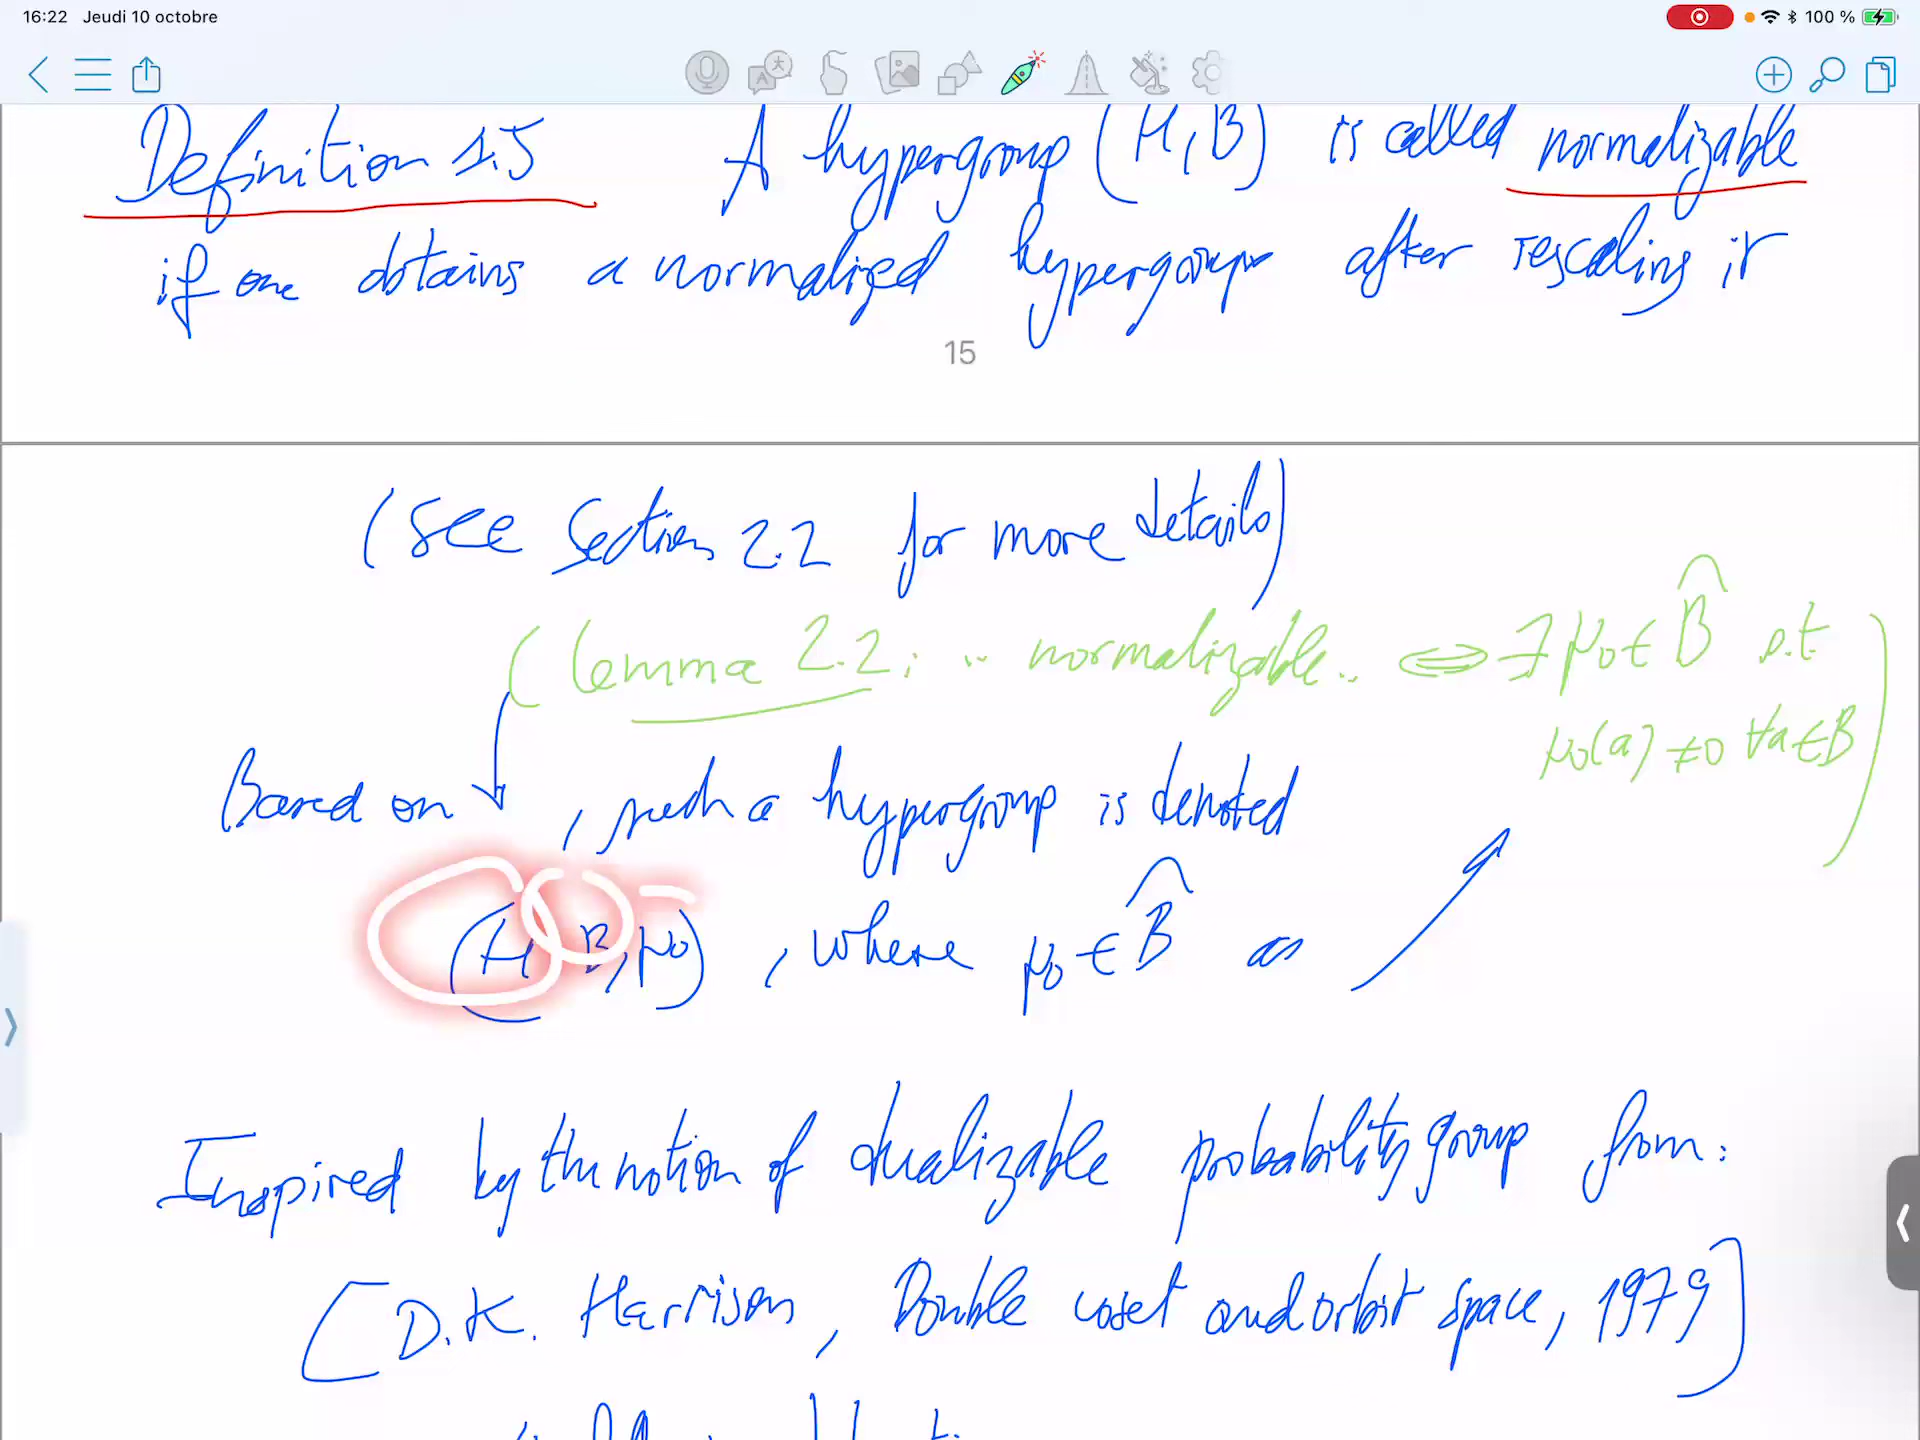 16:22 Jeudi 10 octobre 100 %
Definition 1.5 A hypergroup (H, B) is called normalizable
if one obtains a normalized hypergroup after rescaling it
15
(see Section 2.2 for more details)
(Lemma 2.2: .. normalizable .. ⇔ ∃ μ₀ ∈ B̂ s.t
μ₀(a) ≠ 0 ∀a ∈ B)
Based on ↓, such a hypergroup is denoted
(H, B, μ₀), where μ₀ ∈ B̂ as
Inspired by the notion of dualizable probability group from:
[D.K. Harrison, Double coset and orbit space, 1979]